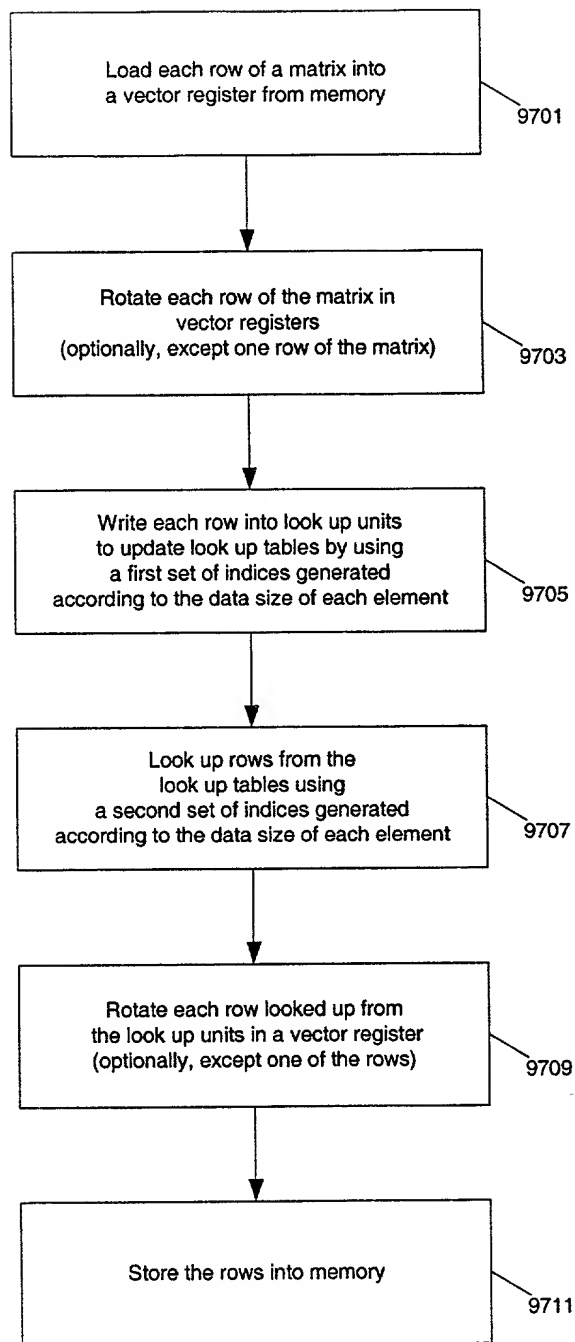 Load each row of a matrix into
a vector register from memory
9701
Rotate each row of the matrix in
vector registers
(optionally, except one row of the matrix)
9703
Write each row into look up units
to update look up tables by using
a first set of indices generated
according to the data size of each element
9705
Look up rows from the
look up tables using
a second set of indices generated
according to the data size of each element
9707
Rotate each row looked up from
the look up units in a vector register
(optionally, except one of the rows)
9709
Store the rows into memory
9711